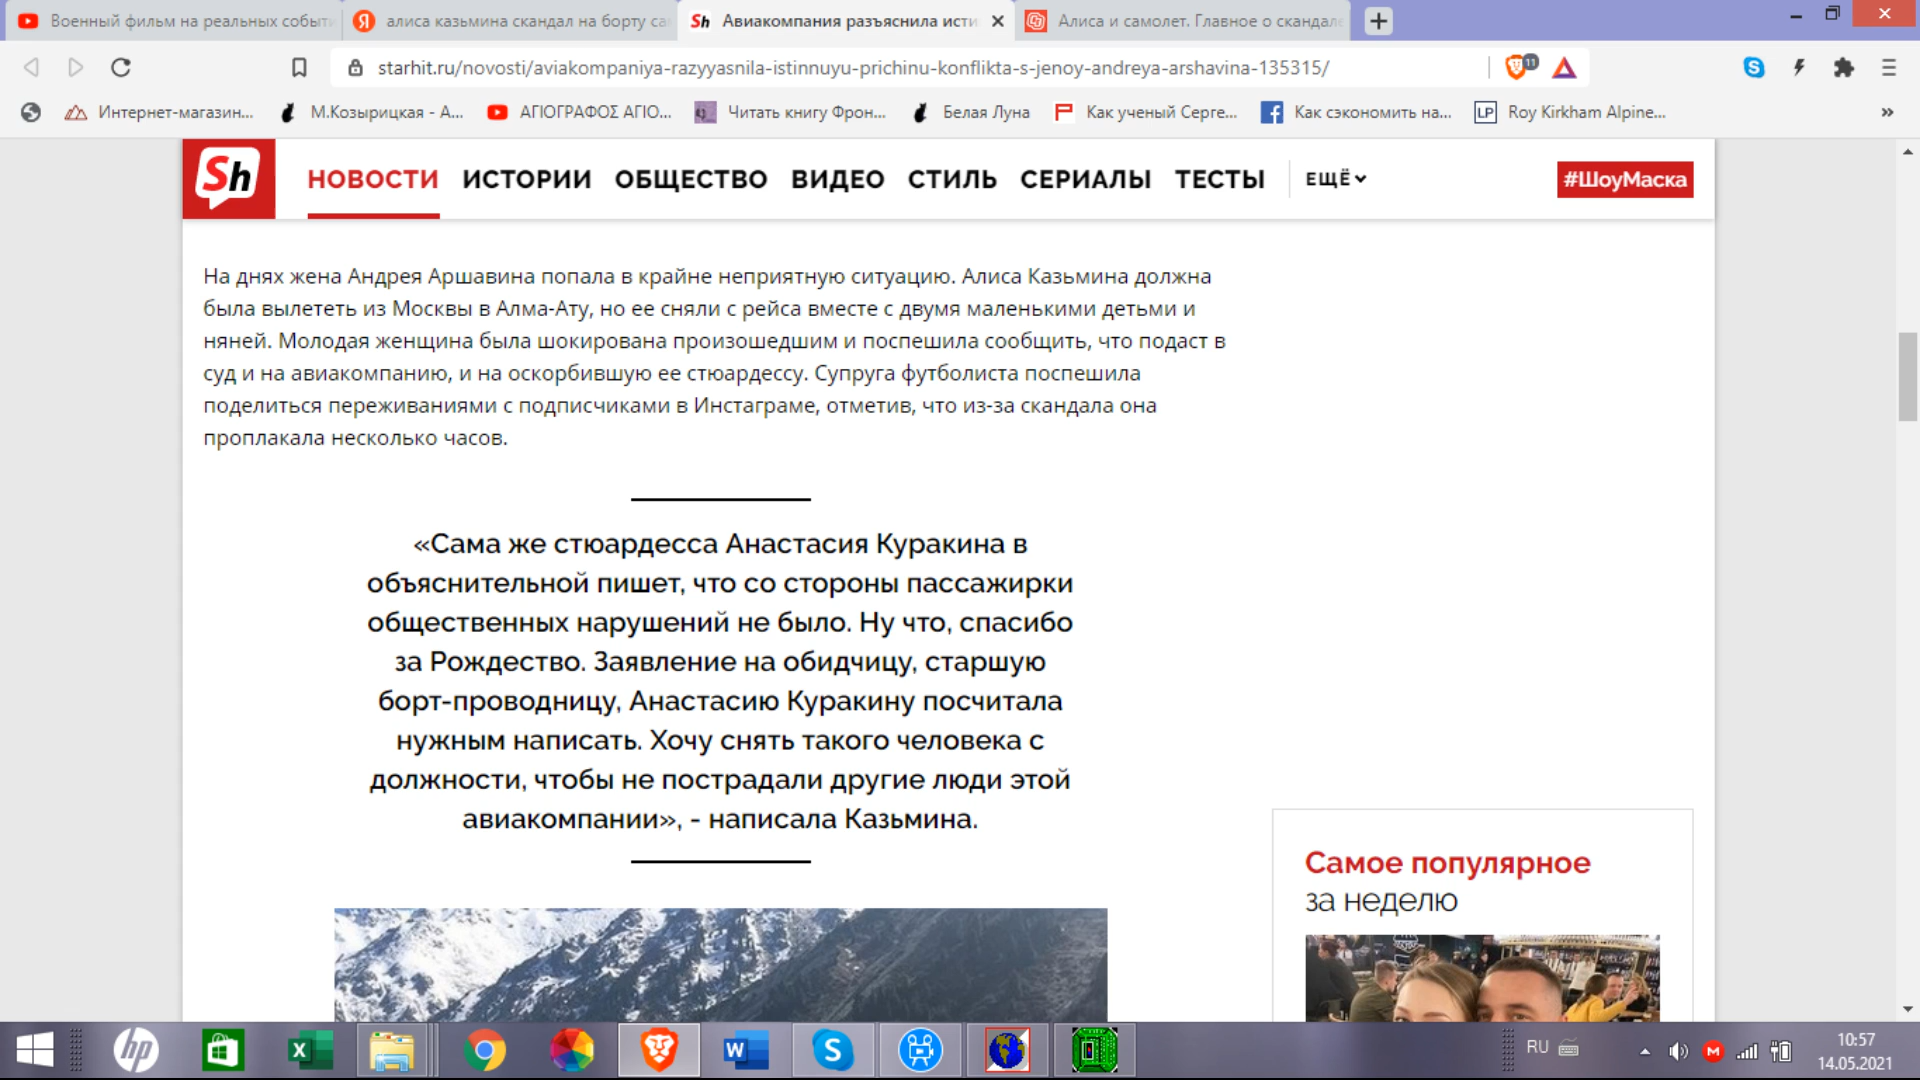 Военный фильм на реальных событи
алиса казьмина скандал на борту са
Sh Авиакомпания разъяснила исти
Алиса и самолет. Главное о скандале
starhit.ru/novosti/aviakompaniya-razyyasnila-istinnuyu-prichinu-konflikta-s-jenoy-andreya-arshavina-135315/
11
Интернет-магазин...
М.Козырицкая - А...
ΑΓΙΟΓΡΑΦΟΣ ΑΓΙΟ...
Читать книгу Фрон...
Белая Луна
Как ученый Серге...
Как сэкономить на...
LP Roy Kirkham Alpine...
Sh
НОВОСТИ ИСТОРИИ ОБЩЕСТВО ВИДЕО СТИЛЬ СЕРИАЛЫ ТЕСТЫ ЕЩЁ
#ШоуМаска
На днях жена Андрея Аршавина попала в крайне неприятную ситуацию. Алиса Казьмина должна
была вылететь из Москвы в Алма-Ату, но ее сняли с рейса вместе с двумя маленькими детьми и
няней. Молодая женщина была шокирована произошедшим и поспешила сообщить, что подаст в
суд и на авиакомпанию, и на оскорбившую ее стюардессу. Супруга футболиста поспешила
поделиться переживаниями с подписчиками в Инстаграме, отметив, что из-за скандала она
проплакала несколько часов.
«Сама же стюардесса Анастасия Куракина в
объяснительной пишет, что со стороны пассажирки
общественных нарушений не было. Ну что, спасибо
за Рождество. Заявление на обидчицу, старшую
борт-проводницу, Анастасию Куракину посчитала
нужным написать. Хочу снять такого человека с
должности, чтобы не пострадали другие люди этой
авиакомпании», - написала Казьмина.
Самое популярное
за неделю
RU
10:57
14.05.2021